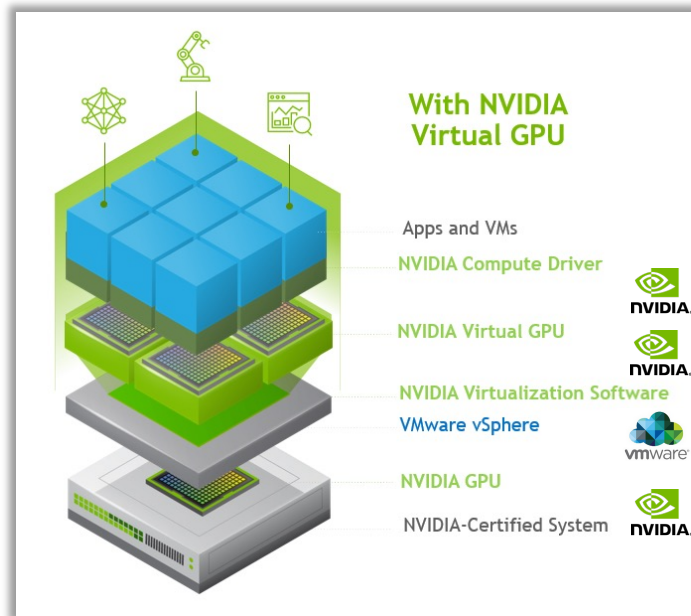 With NVIDIA
Virtual GPU
Apps and VMs
NVIDIA Compute Driver
NVIDIA.
NVIDIA Virtual GPU
NVIDIA.
NVIDIA Virtualization Software
VMware vSphere
vmware
NVIDIA GPU
NVIDIA-Certified System
NVIDIA.